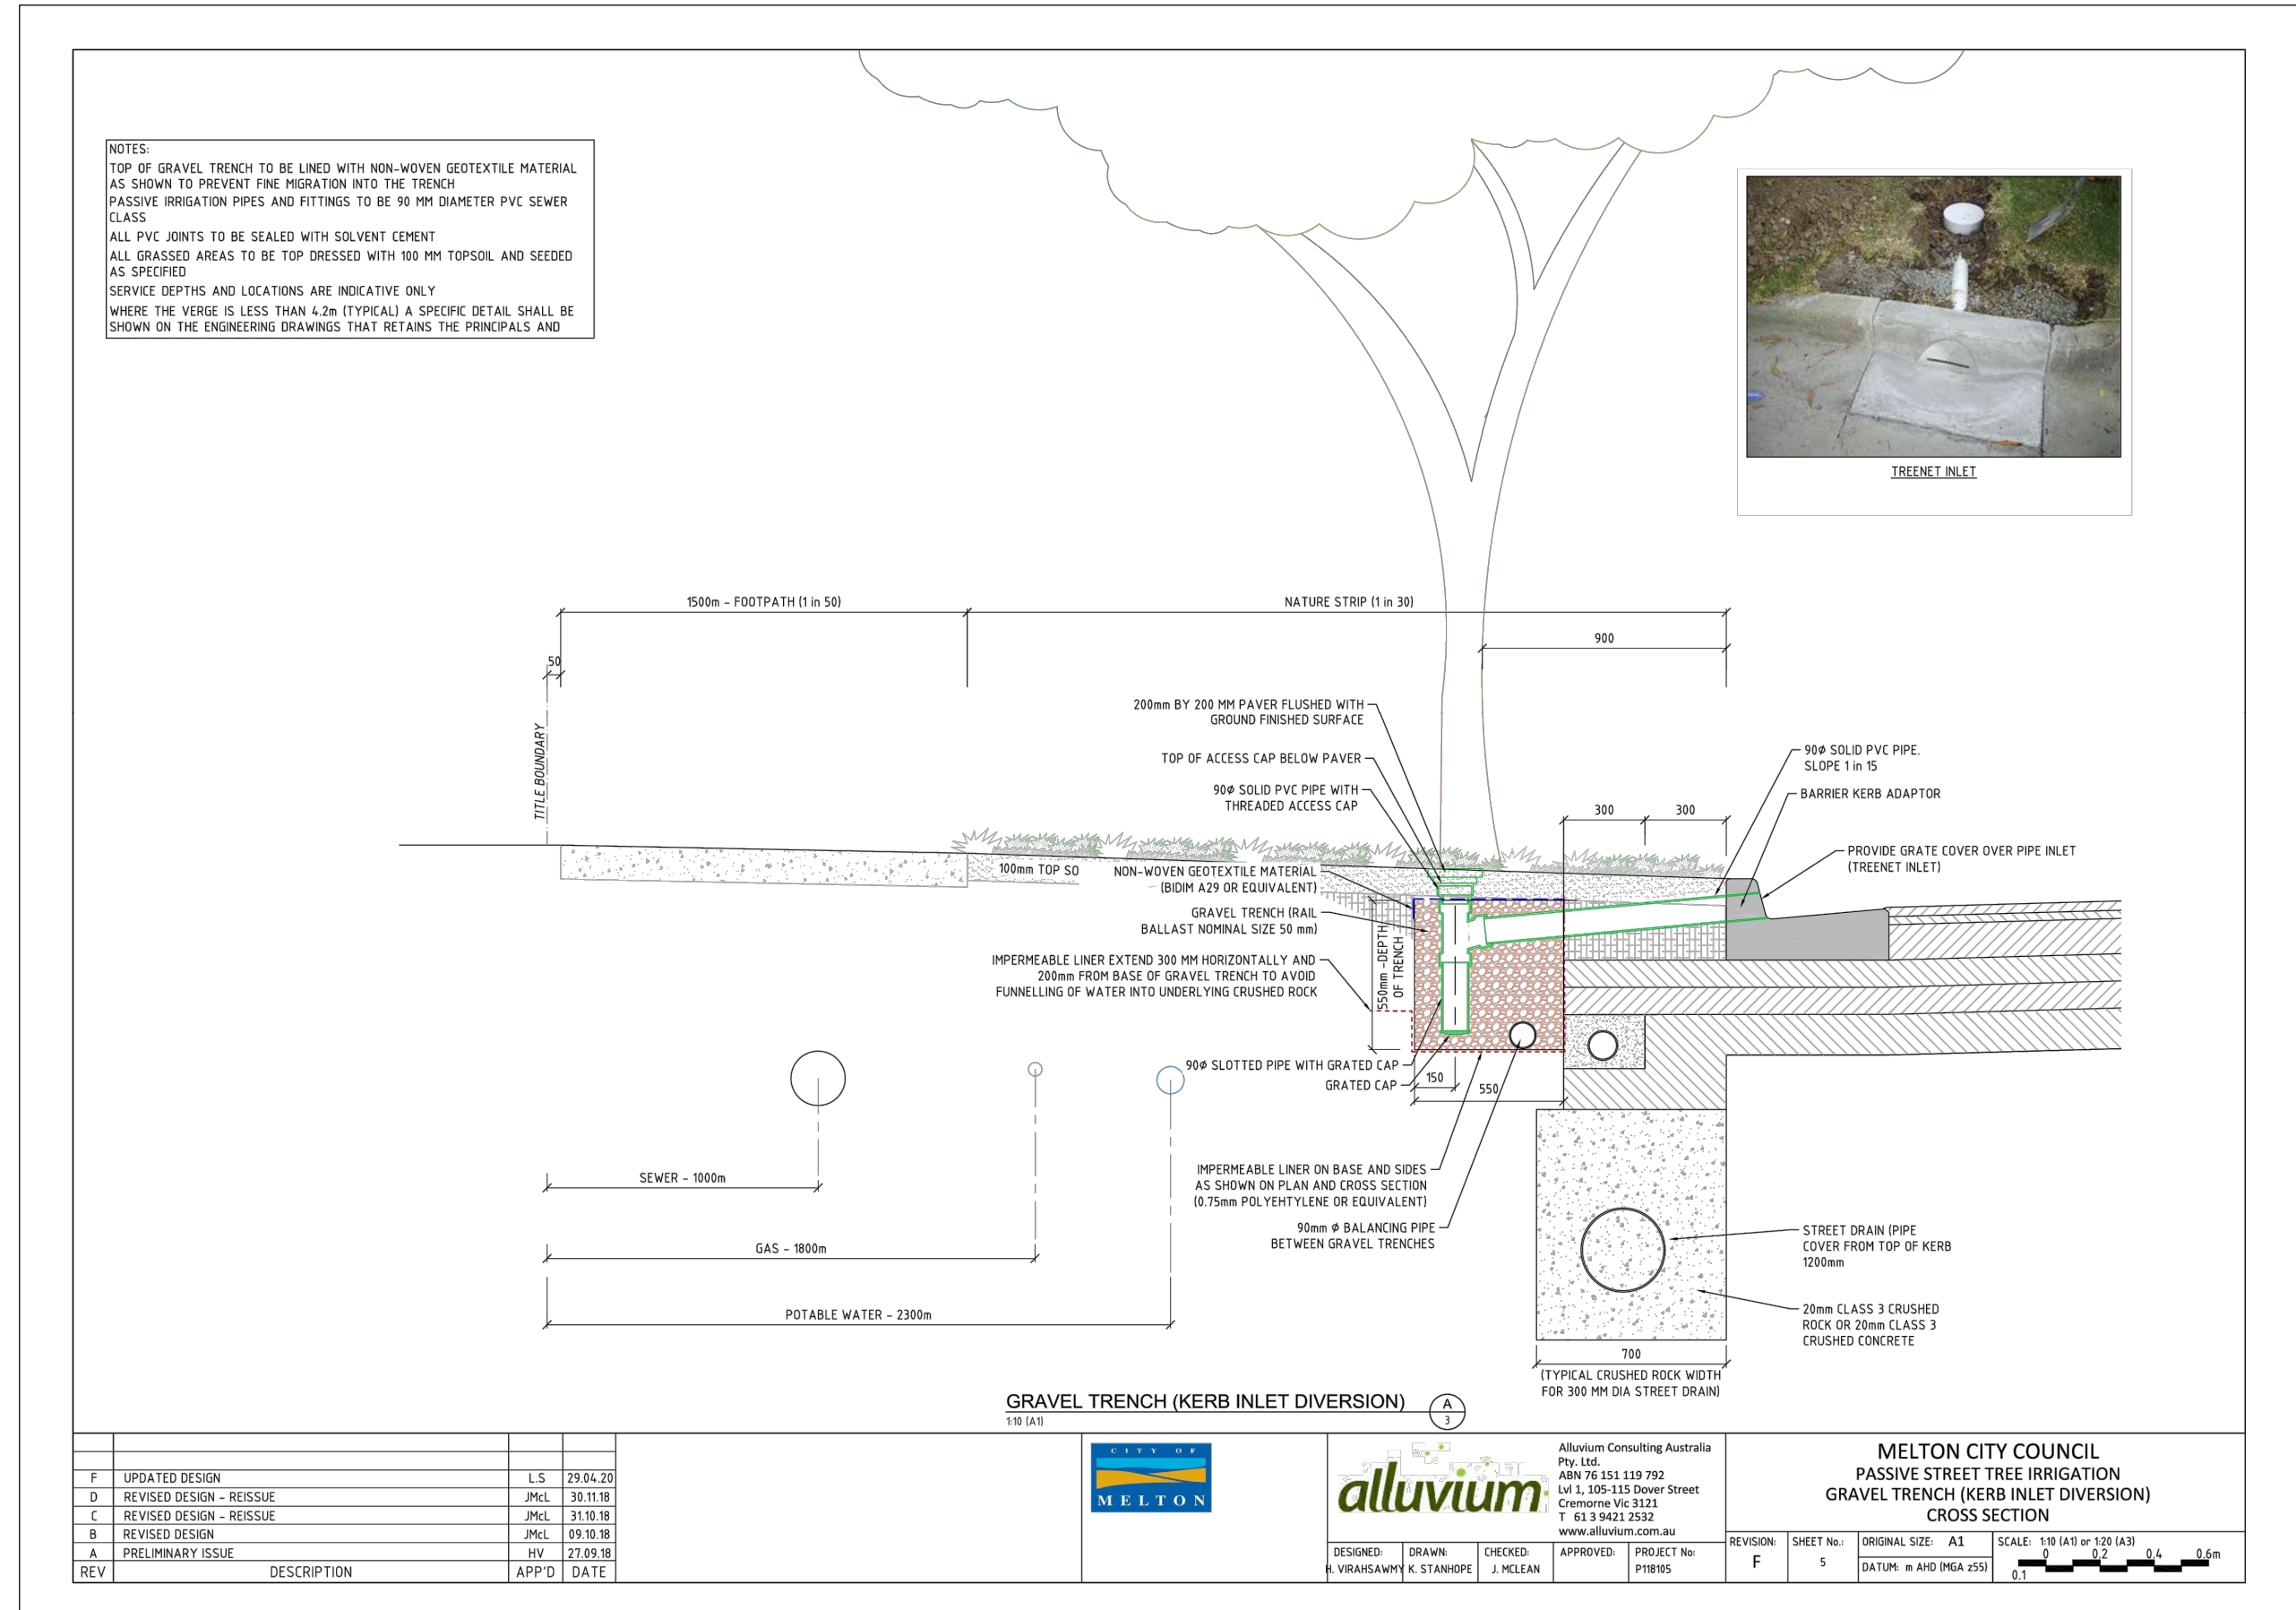 NOTES:
TOP OF GRAVEL TRENCH TO BE LINED WITH NON-WOVEN GEOTEXTILE MATERIAL
AS SHOWN TO PREVENT FINE MIGRATION INTO THE TRENCH
PASSIVE IRRIGATION PIPES AND FITTINGS TO BE 90 MM DIAMETER PVC SEWER
CLASS
ALL PVC JOINTS TO BE SEALED WITH SOLVENT CEMENT
ALL GRASSED AREAS TO BE TOP DRESSED WITH 100 MM TOPSOIL AND SEEDED
AS SPECIFIED
SERVICE DEPTHS AND LOCATIONS ARE INDICATIVE ONLY
WHERE THE VERGE IS LESS THAN 4.2m (TYPICAL) A SPECIFIC DETAIL SHALL BE
SHOWN ON THE ENGINEERING DRAWINGS THAT RETAINS THE PRINCIPALS AND
TREENET INLET
1500m - FOOTPATH (1 in 50)
NATURE STRIP (1 in 30)
900
50
TITLE BOUNDARY
200mm BY 200 MM PAVER FLUSHED WITH
GROUND FINISHED SURFACE
TOP OF ACCESS CAP BELOW PAVER
90ϕ SOLID PVC PIPE WITH
THREADED ACCESS CAP
90ϕ SOLID PVC PIPE.
SLOPE 1 in 15
BARRIER KERB ADAPTOR
300
300
PROVIDE GRATE COVER OVER PIPE INLET
(TREENET INLET)
100mm TOP SO
NON-WOVEN GEOTEXTILE MATERIAL
(BIDIM A29 OR EQUIVALENT)
GRAVEL TRENCH (RAIL
BALLAST NOMINAL SIZE 50 mm)
550mm -DEPTH
OF TRENCH
IMPERMEABLE LINER EXTEND 300 MM HORIZONTALLY AND
200mm FROM BASE OF GRAVEL TRENCH TO AVOID
FUNNELLING OF WATER INTO UNDERLYING CRUSHED ROCK
90ϕ SLOTTED PIPE WITH GRATED CAP
GRATED CAP
150
550
IMPERMEABLE LINER ON BASE AND SIDES
AS SHOWN ON PLAN AND CROSS SECTION
(0.75mm POLYEHTYLENE OR EQUIVALENT)
90mm ϕ BALANCING PIPE
BETWEEN GRAVEL TRENCHES
SEWER - 1000m
GAS - 1800m
POTABLE WATER - 2300m
STREET DRAIN (PIPE
COVER FROM TOP OF KERB
1200mm
20mm CLASS 3 CRUSHED
ROCK OR 20mm CLASS 3
CRUSHED CONCRETE
700
(TYPICAL CRUSHED ROCK WIDTH
FOR 300 MM DIA STREET DRAIN)
GRAVEL TRENCH (KERB INLET DIVERSION)
A
3
1:10 (A1)
F UPDATED DESIGN L.S 29.04.20
D REVISED DESIGN - REISSUE JMcL 30.11.18
C REVISED DESIGN - REISSUE JMcL 31.10.18
B REVISED DESIGN JMcL 09.10.18
A PRELIMINARY ISSUE HV 27.09.18
REV DESCRIPTION APP'D DATE
CITY OF
MELTON
alluvium
Alluvium Consulting Australia
Pty. Ltd.
ABN 76 151 119 792
Lvl 1, 105-115 Dover Street
Cremorne Vic 3121
T 61 3 9421 2532
www.alluvium.com.au
DESIGNED: H. VIRAHSAWMY
DRAWN: K. STANHOPE
CHECKED: J. MCLEAN
APPROVED:
PROJECT No: P118105
MELTON CITY COUNCIL
PASSIVE STREET TREE IRRIGATION
GRAVEL TRENCH (KERB INLET DIVERSION)
CROSS SECTION
REVISION: F
SHEET No.: 5
ORIGINAL SIZE: A1
DATUM: m AHD (MGA z55)
SCALE: 1:10 (A1) or 1:20 (A3)
0 0.2 0.4 0.6m
0.1